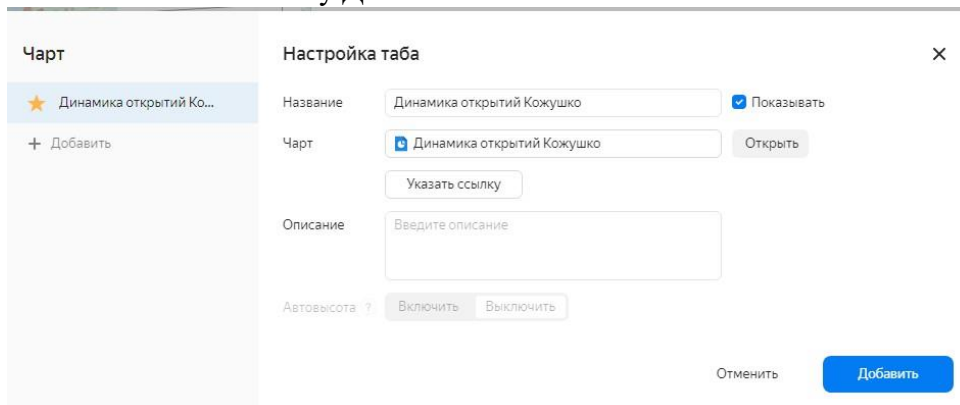 Чарт
Настройка таба
Динамика открытий Ко...
Название
Динамика открытий Кожушко
Показывать
+ Добавить
Чарт
Динамика открытий Кожушко
Открыть
Указать ссылку
Описание
Введите описание
Автовысота ?
Включить
Выключить
Отменить
Добавить